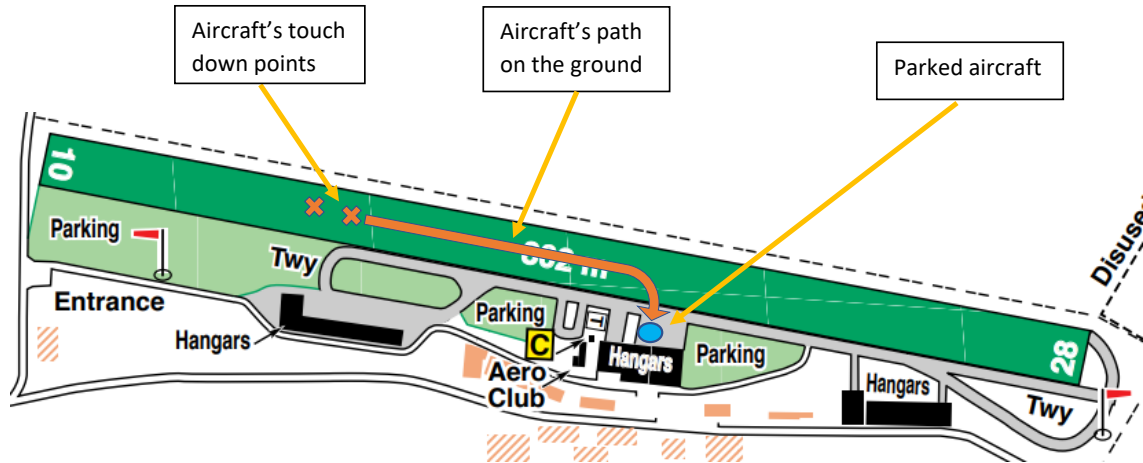 Aircraft’s touch
down points
Aircraft’s path
on the ground
Parked aircraft
10
Parking
Twy
Entrance
Hangars
Parking
C
T
Aero
Club
Hangars
Parking
Hangars
28
Twy
Disused